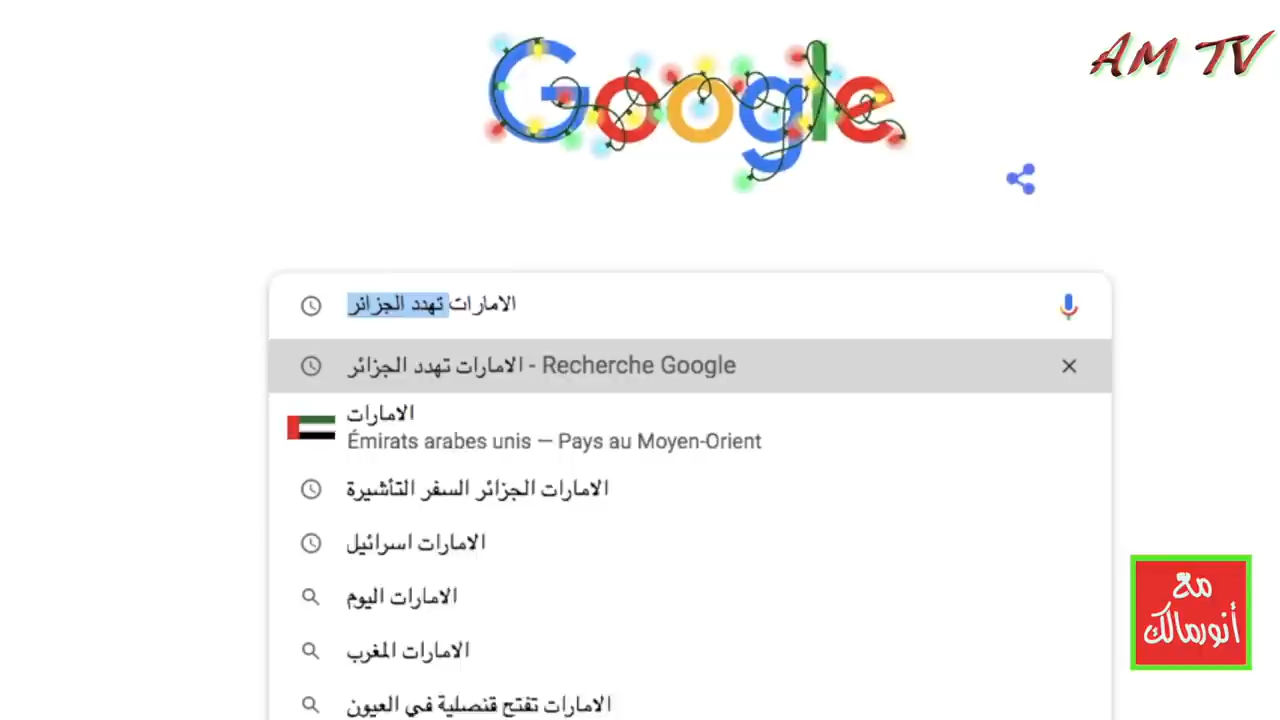 Google
AM TV
الامارات تهدد الجزائر
الامارات تهدد الجزائر - Recherche Google
الامارات
Émirats arabes unis — Pays au Moyen-Orient
الامارات الجزائر السفر التأشيرة
الامارات اسرائيل
الامارات اليوم
الامارات المغرب
الامارات تفتح قنصلية في العيون
مع
أنورمالك